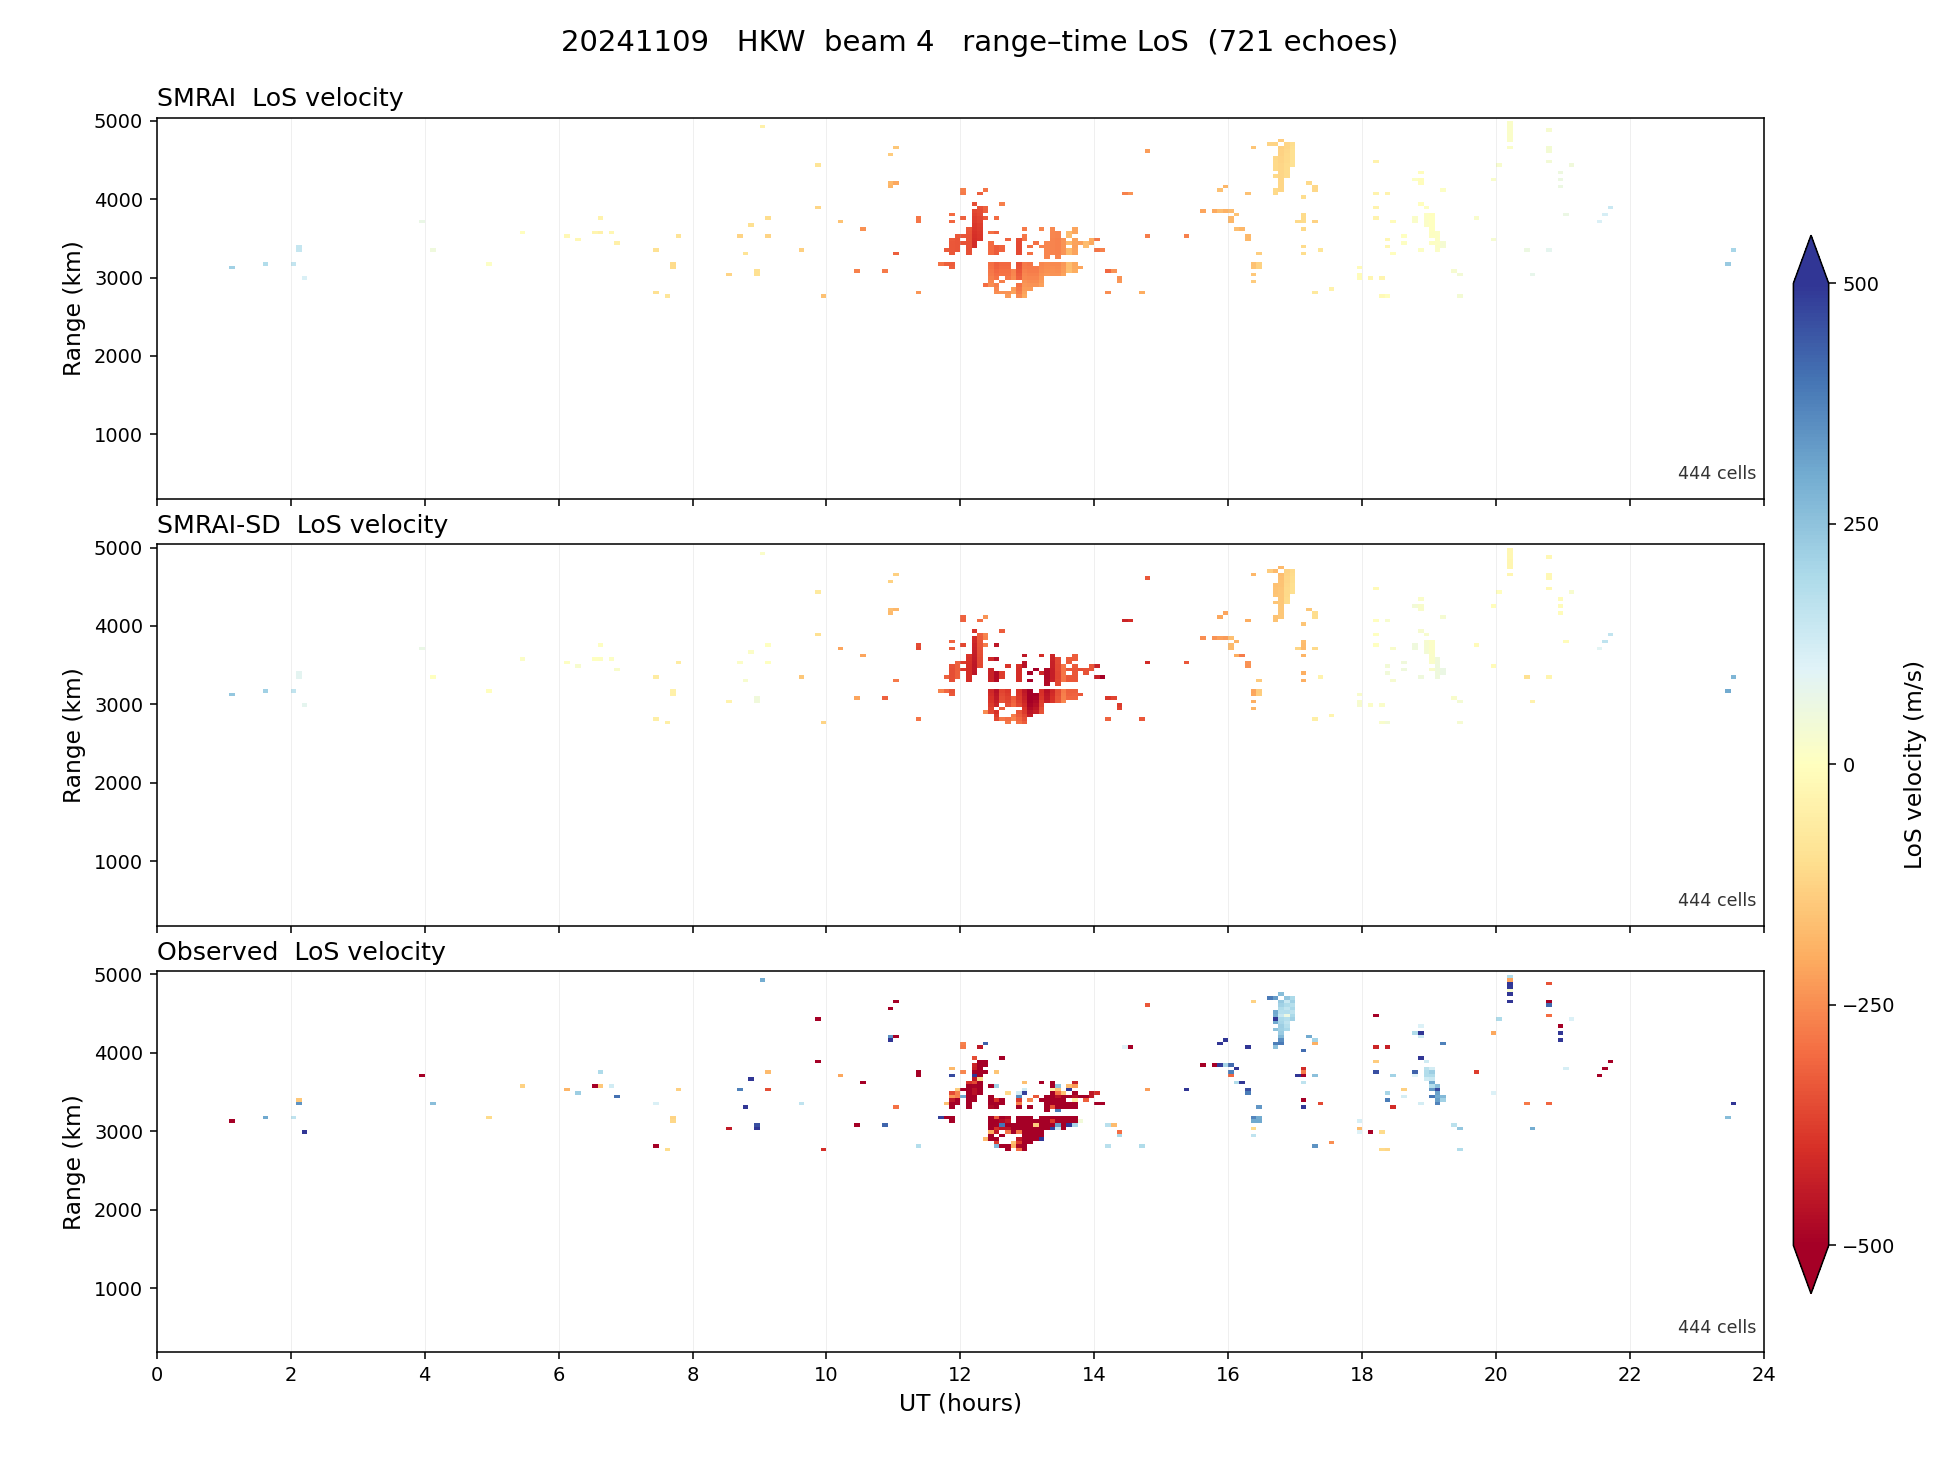 20241109   HKW  beam 4   range–time LoS  (721 echoes)
SMRAI  LoS velocity
5000
4000
3000
2000
1000
Range (km)
444 cells
SMRAI-SD  LoS velocity
5000
4000
3000
2000
1000
Range (km)
444 cells
Observed  LoS velocity
5000
4000
3000
2000
1000
Range (km)
444 cells
0 2 4 6 8 10 12 14 16 18 20 22 24
UT (hours)
500
250
0
−250
−500
LoS velocity (m/s)